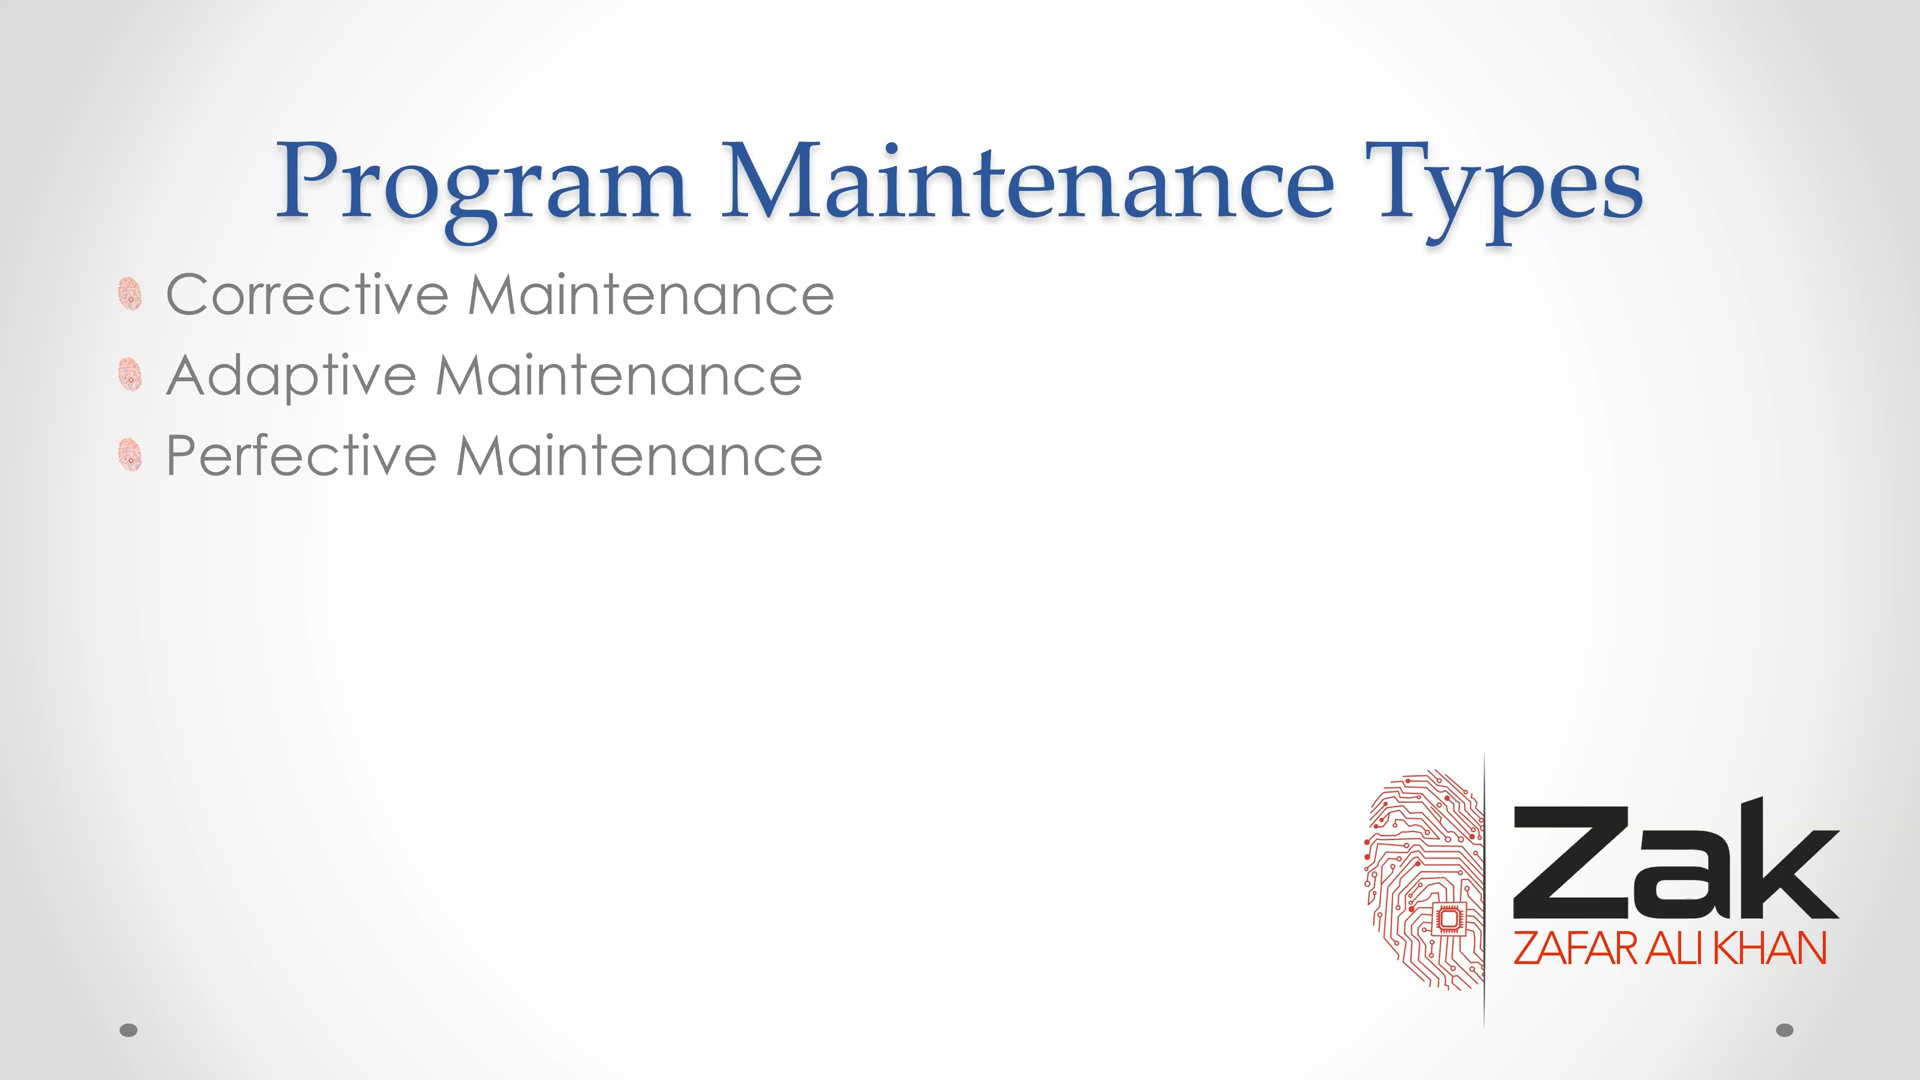 Program Maintenance Types
Corrective Maintenance
Adaptive Maintenance
Perfective Maintenance
Zak
ZAFAR ALI KHAN